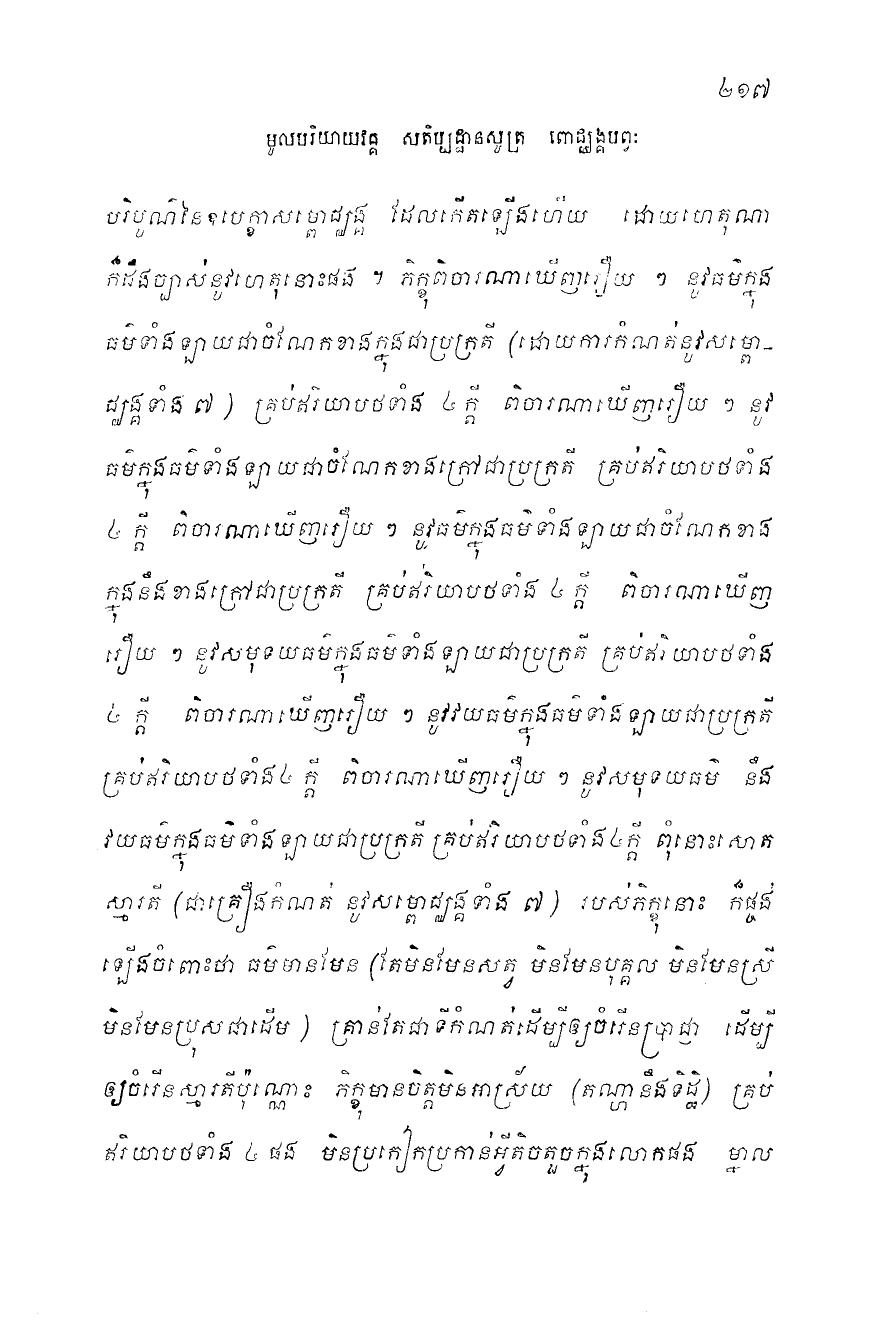 ២១៧
មូលបរិយាយវគ្គ សតិប្បដ្ឋានសូត្រ ពោជ្ឈង្គបព្វៈ
បរិបូណ៌នៃឧបេក្ខាសម្ពោជ្ឈង្គ ដែលកើតឡើងហើយ ដោយហេតុណា
ក៏ដឹងច្បាស់នូវហេតុនោះផង ។ ភិក្ខុពិចារណាឃើញរឿយ ៗ នូវធម៌ក្នុង
ធម៌ទាំងឡាយជាចំណែកខាងក្នុងជាប្រក្រតី (ដោយការកំណត់នូវសម្ពោ-
ជ្ឈង្គទាំង ៧ ) គ្រប់ឥរិយាបថទាំង ៤ ក្តី ពិចារណាឃើញរឿយ ៗ នូវ
ធម៌ក្នុងធម៌ទាំងឡាយជាចំណែកខាងក្រៅជាប្រក្រតី គ្រប់ឥរិយាបថទាំង
៤ ក្តី ពិចារណាឃើញរឿយ ៗ នូវធម៌ក្នុងធម៌ទាំងឡាយជាចំណែកខាង
ក្នុងនឹងខាងក្រៅជាប្រក្រតី គ្រប់ឥរិយាបថទាំង ៤ ក្តី ពិចារណាឃើញ
រឿយ ៗ នូវសមុទយធម៌ក្នុងធម៌ទាំងឡាយជាប្រក្រតី គ្រប់ឥរិយាបថទាំង
៤ ក្តី ពិចារណាឃើញរឿយ ៗ នូវវយធម៌ក្នុងធម៌ទាំងឡាយជាប្រក្រតី
គ្រប់ឥរិយាបថទាំង៤ ក្តី ពិចារណាឃើញរឿយ ៗ នូវសមុទយធម៌ នឹង
វយធម៌ក្នុងធម៌ទាំងឡាយជាប្រក្រតី គ្រប់ឥរិយាបថទាំង៤ក្តី ពុំនោះសោត
ស្មារតី (ជាគ្រឿងកំណត់ នូវសម្ពោជ្ឈង្គទាំង ៧ ) របស់ភិក្ខុនោះ ក៏ផ្ចង់
ឡើងចំពោះថា ធម៌មានមែន (តែមិនមែនសត្វ មិនមែនបុគ្គល មិនមែនស្រី
មិនមែនប្រុសជាដើម ) គ្រាន់តែជាទីកំណត់ដើម្បីឲ្យចំរើនប្រាជ្ញា ដើម្បី
ឲ្យចំរើនស្មារតីប៉ុណ្ណោះ ភិក្ខុមានចិត្តមិនអាស្រ័យ (តណ្ហានឹងទិដ្ឋិ) គ្រប់
ឥរិយាបថទាំង ៤ ផង មិនប្រកៀកប្រកាន់អ្វីតិចតួចក្នុងលោកផង ម្នាល